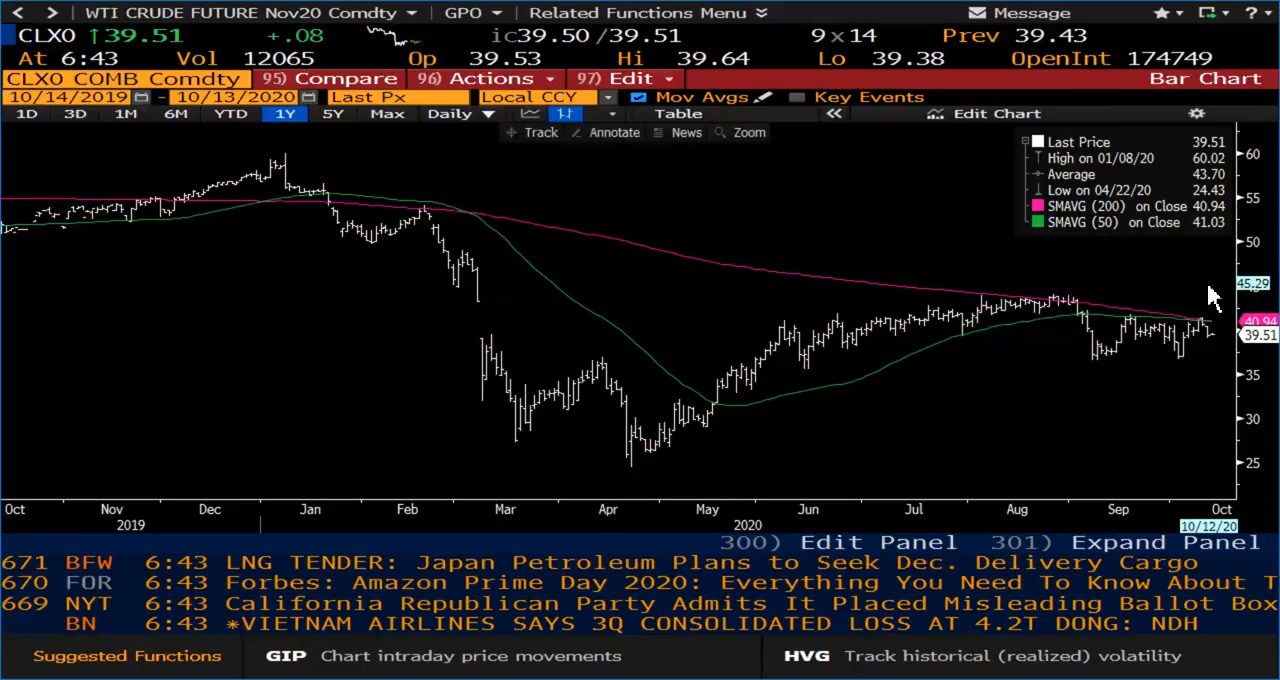 < > WTI CRUDE FUTURE Nov20 Comdty GPO Related Functions Menu Message ?
CLX0 ↑39.51 +.08 ic39.50/39.51 9x14 Prev 39.43
At 6:43 Vol 12065 Op 39.53 Hi 39.64 Lo 39.38 OpenInt 174749
CLX0 COMB Comdty 95) Compare 96) Actions 97) Edit Bar Chart
10/14/2019 - 10/13/2020 Last Px Local CCY Mov Avgs Key Events
1D 3D 1M 6M YTD 1Y 5Y Max Daily Table « Edit Chart
Track Annotate News Zoom
Last Price 39.51
High on 01/08/20 60.02
Average 43.70
Low on 04/22/20 24.43
SMAVG (200) on Close 40.94
SMAVG (50) on Close 41.03
60
55
50
45.29
40.94
39.51
35
30
25
Oct Nov Dec Jan Feb Mar Apr May Jun Jul Aug Sep Oct
2019 2020 10/12/20
300) Edit Panel 301) Expand Panel
671 BFW 6:43 LNG TENDER: Japan Petroleum Plans to Seek Dec. Delivery Cargo
670 FOR 6:43 Forbes: Amazon Prime Day 2020: Everything You Need To Know About T
669 NYT 6:43 California Republican Party Admits It Placed Misleading Ballot Box
BN 6:43 *VIETNAM AIRLINES SAYS 3Q CONSOLIDATED LOSS AT 4.2T DONG: NDH
Suggested Functions GIP Chart intraday price movements HVG Track historical (realized) volatility